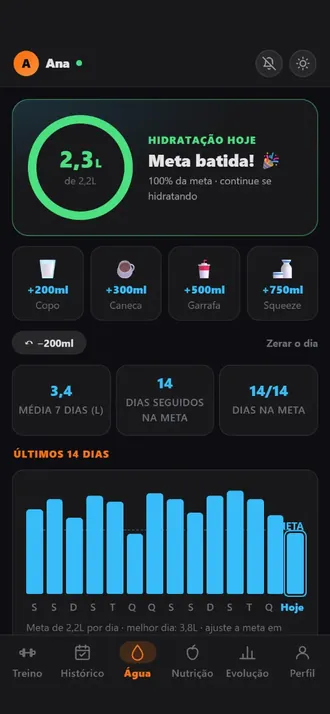 A Ana
HIDRATAÇÃO HOJE
2,3L
de 2,2L
Meta batida! 🎉
100% da meta · continue se
hidratando
+200ml +300ml +500ml +750ml
Copo Caneca Garrafa Squeeze
↶ −200ml Zerar o dia
3,4
MÉDIA 7 DIAS (L)
14
DIAS SEGUIDOS
NA META
14/14
DIAS NA META
ÚLTIMOS 14 DIAS
META
S S D S T Q Q S S D S T Q Hoje
Meta de 2,2L por dia · melhor dia: 3,8L · ajuste a meta em
Treino Histórico Água Nutrição Evolução Perfil